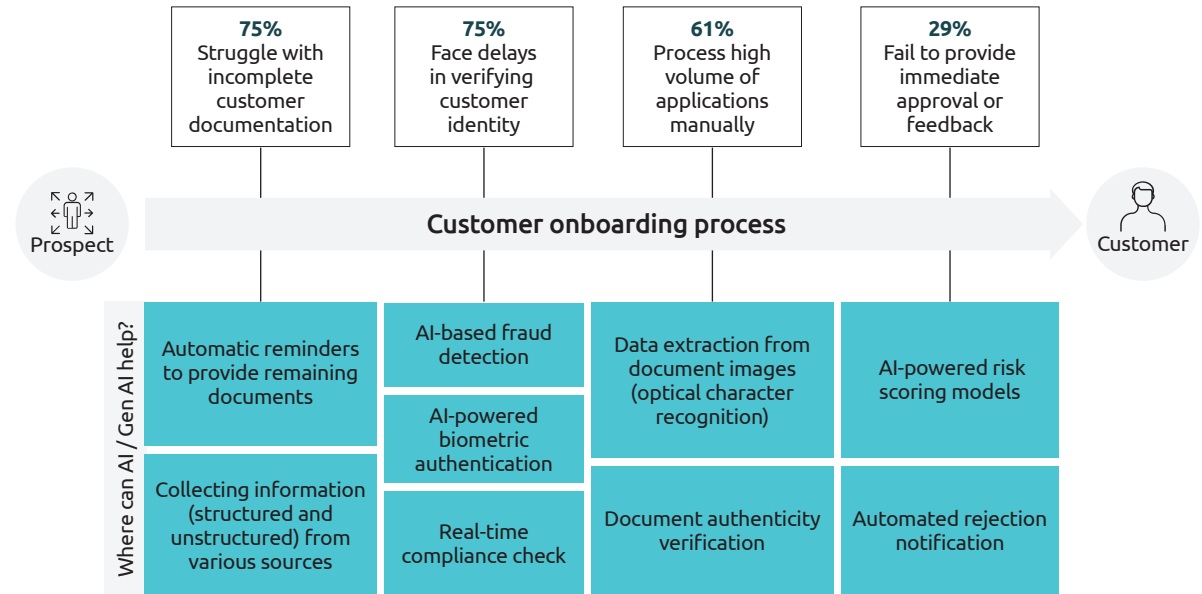 75%
Struggle with
incomplete
customer
documentation
75%
Face delays
in verifying
customer
identity
61%
Process high
volume of
applications
manually
29%
Fail to provide
immediate
approval or
feedback
Prospect
Customer onboarding process
Customer
Where can AI / Gen AI help?
Automatic reminders
to provide remaining
documents
Collecting information
(structured and
unstructured) from
various sources
AI-based fraud
detection
AI-powered
biometric
authentication
Real-time
compliance check
Data extraction from
document images
(optical character
recognition)
Document authenticity
verification
AI-powered risk
scoring models
Automated rejection
notification